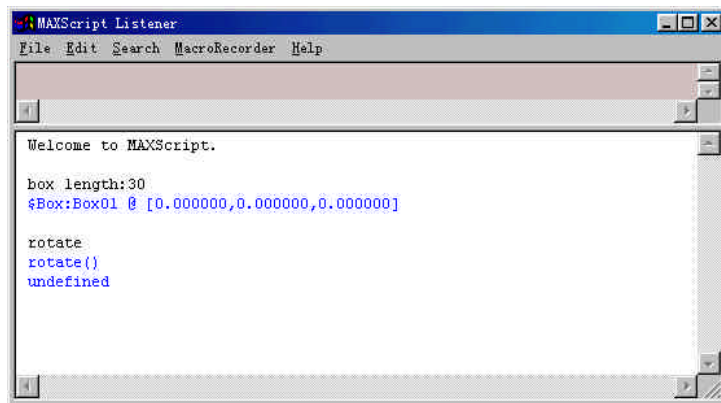 MAXScript Listener
File Edit Search MacroRecorder Help
Welcome to MAXScript.
box length:30
$Box:Box01 @ [0.000000,0.000000,0.000000]
rotate
rotate()
undefined